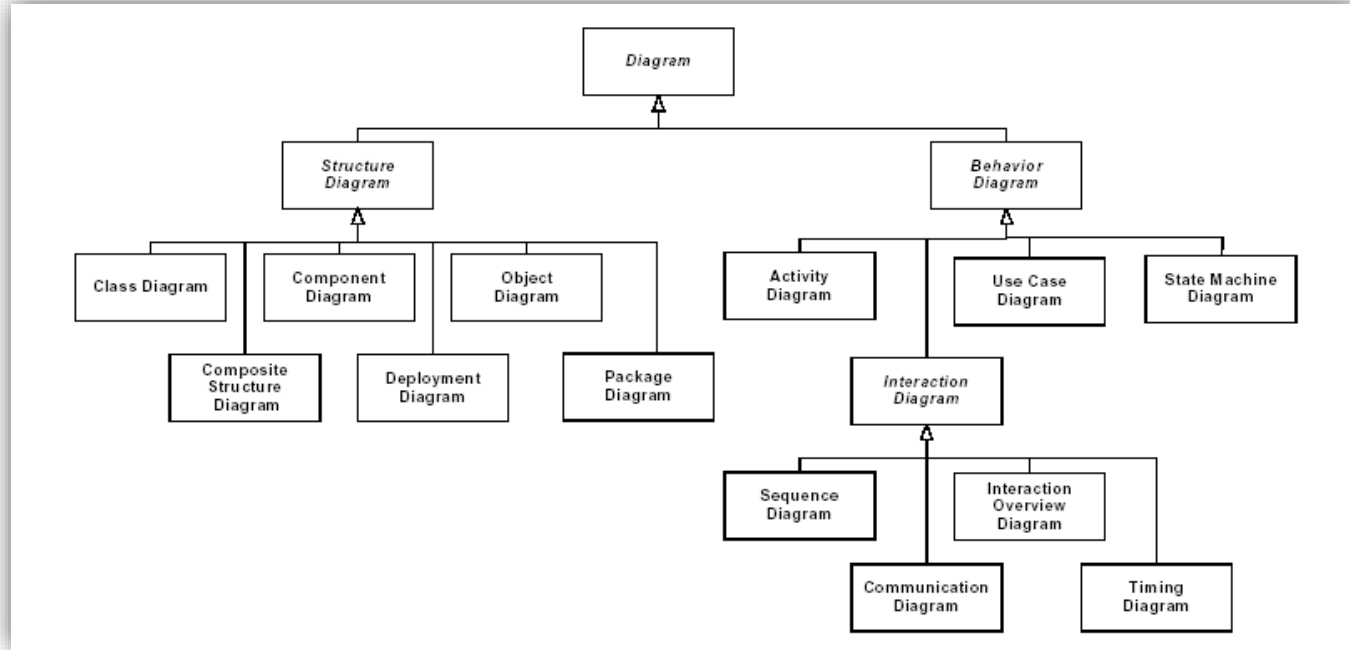 Diagram
Structure
Diagram
Behavior
Diagram
Class Diagram
Component
Diagram
Object
Diagram
Activity
Diagram
Use Case
Diagram
State Machine
Diagram
Composite
Structure
Diagram
Deployment
Diagram
Package
Diagram
Interaction
Diagram
Sequence
Diagram
Interaction
Overview
Diagram
Communication
Diagram
Timing
Diagram